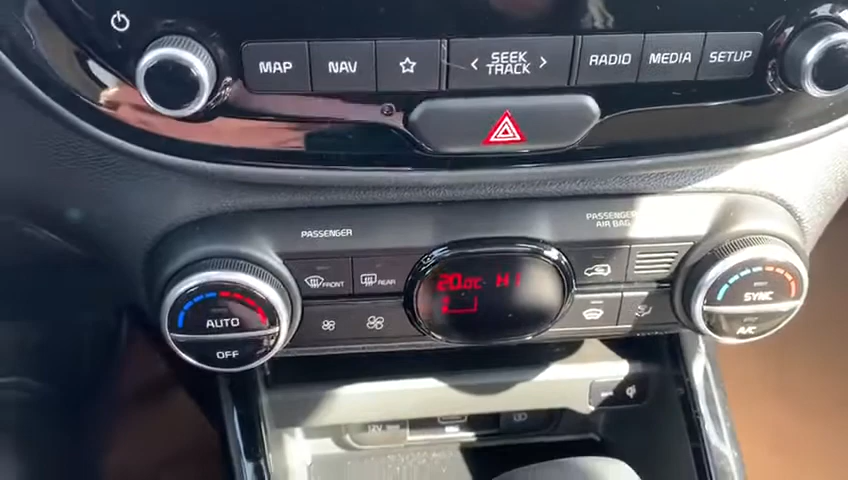 MAP NAV SEEK RADIO MEDIA SETUP
TRACK
PASSENGER PASSENGER
AIR BAG
FRONT REAR 20.0c HI
AUTO SYNC
OFF A/C
12V